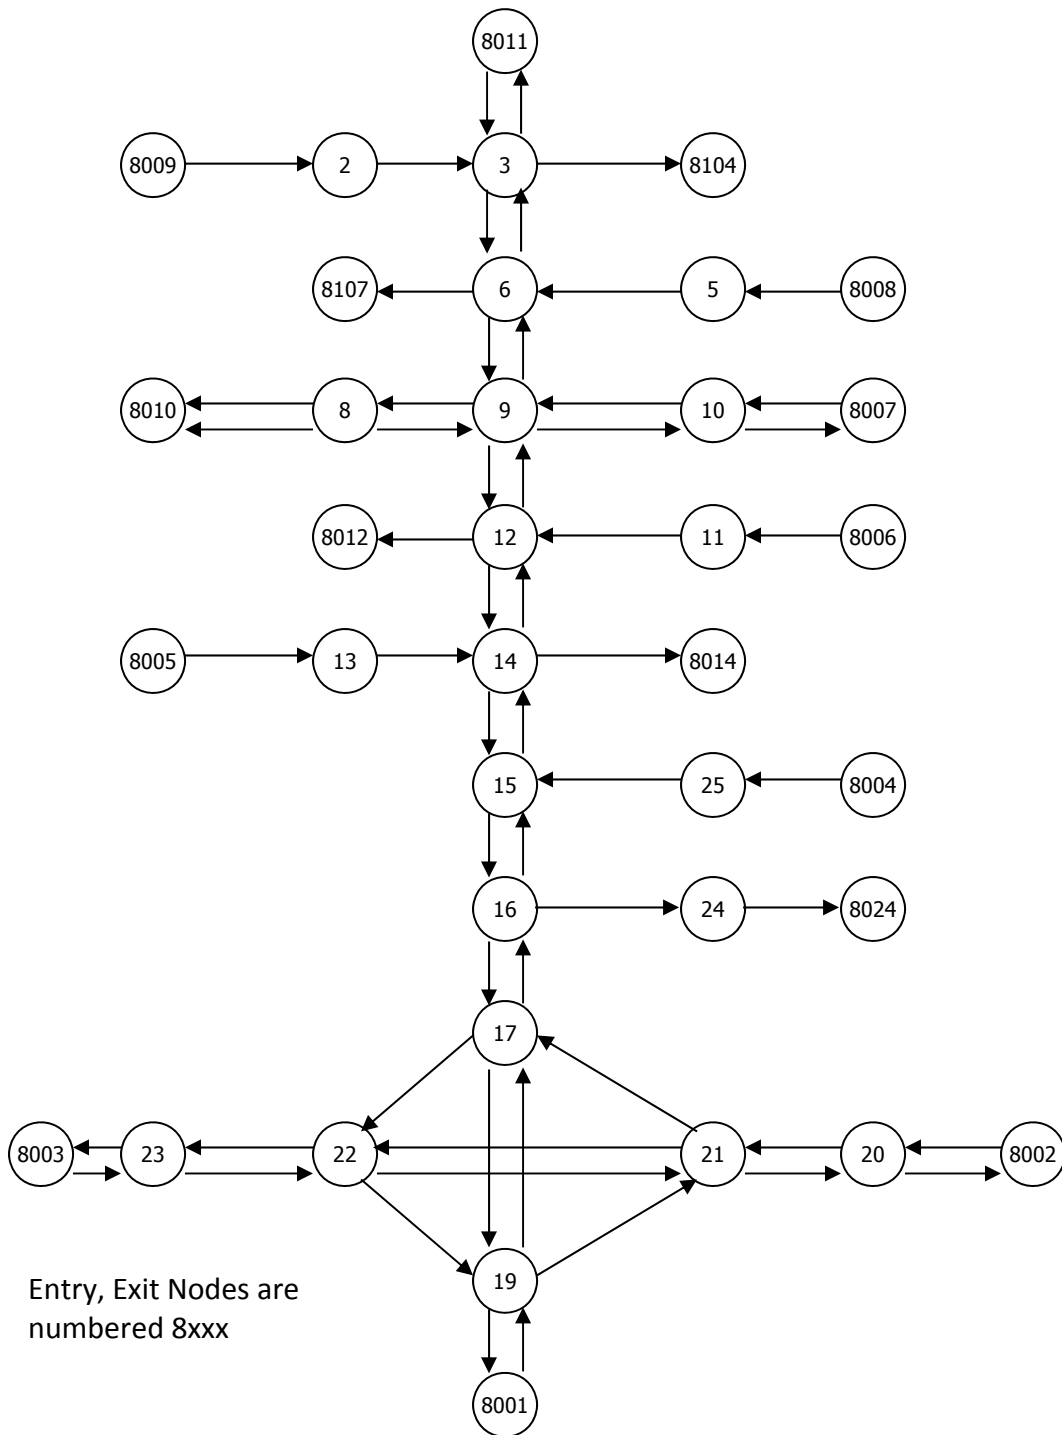 8011
8009 2 3 8104
8107 6 5 8008
8010 8 9 10 8007
8012 12 11 8006
8005 13 14 8014
15 25 8004
16 24 8024
17
8003 23 22 21 20 8002
19
Entry, Exit Nodes are
numbered 8xxx
8001